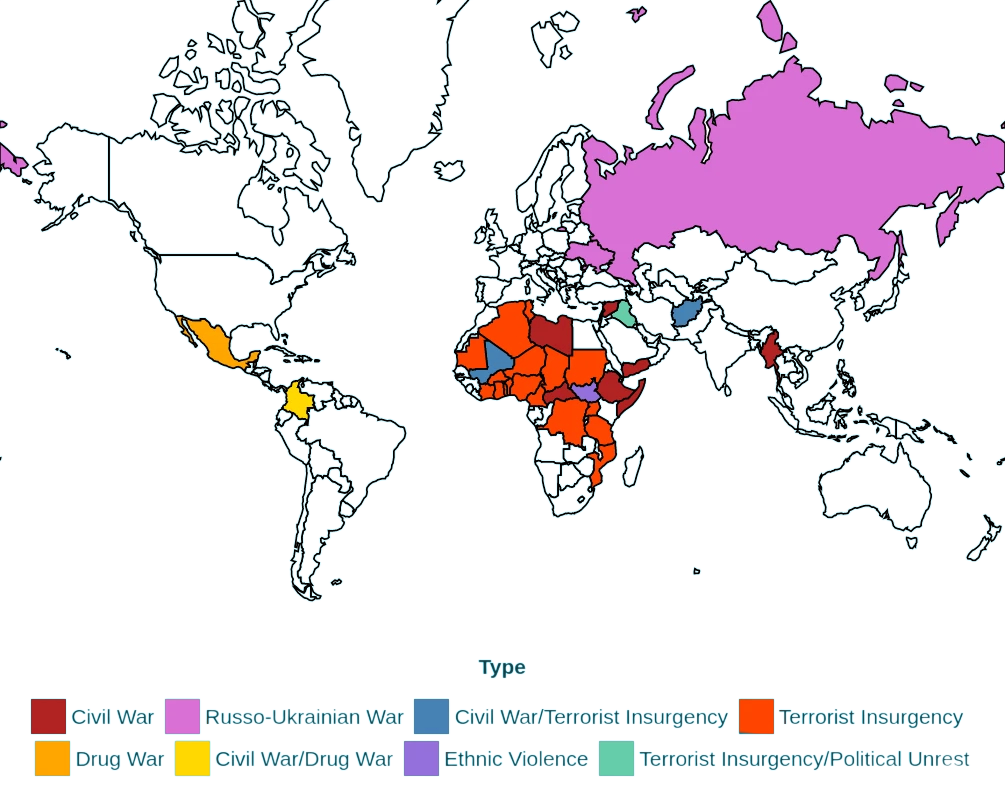 Type
Civil War Russo-Ukrainian War Civil War/Terrorist Insurgency Terrorist Insurgency
Drug War Civil War/Drug War Ethnic Violence Terrorist Insurgency/Political Unrest